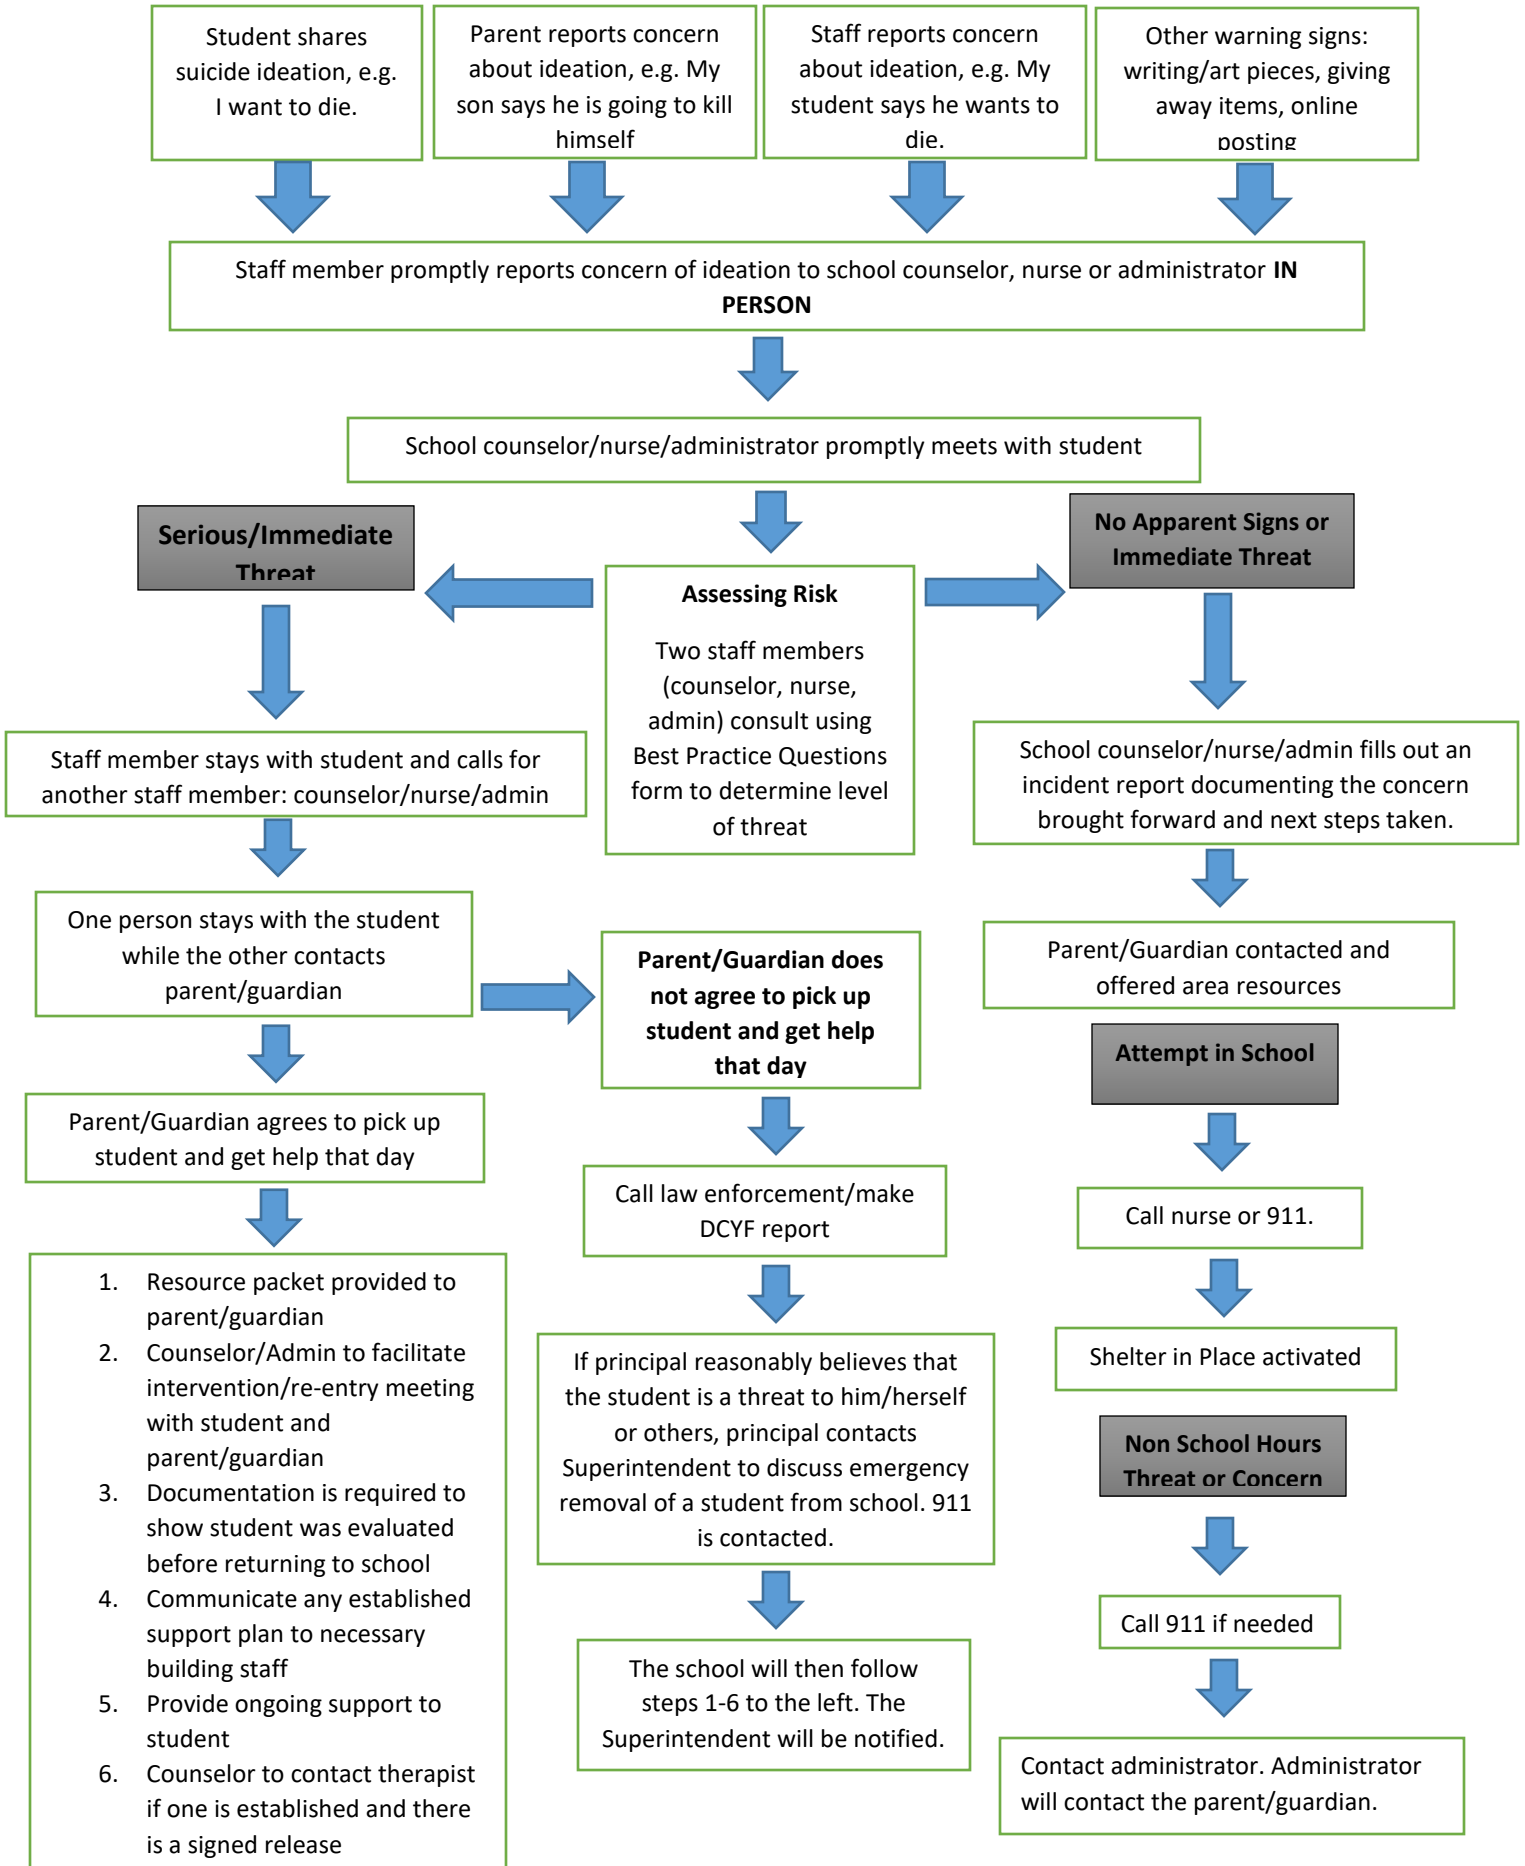 Student shares
suicide ideation, e.g.
I want to die.
Parent reports concern
about ideation, e.g. My
son says he is going to kill
himself
Staff reports concern
about ideation, e.g. My
student says he wants to
die.
Other warning signs:
writing/art pieces, giving
away items, online
posting
Staff member promptly reports concern of ideation to school counselor, nurse or administrator IN
PERSON
School counselor/nurse/administrator promptly meets with student
Serious/Immediate
Threat
No Apparent Signs or
Immediate Threat
Assessing Risk
Two staff members
(counselor, nurse,
admin) consult using
Best Practice Questions
form to determine level
of threat
Staff member stays with student and calls for
another staff member: counselor/nurse/admin
School counselor/nurse/admin fills out an
incident report documenting the concern
brought forward and next steps taken.
One person stays with the student
while the other contacts
parent/guardian
Parent/Guardian does
not agree to pick up
student and get help
that day
Parent/Guardian contacted and
offered area resources
Attempt in School
Parent/Guardian agrees to pick up
student and get help that day
Call law enforcement/make
DCYF report
Call nurse or 911.
1. Resource packet provided to
parent/guardian
2. Counselor/Admin to facilitate
intervention/re-entry meeting
with student and
parent/guardian
3. Documentation is required to
show student was evaluated
before returning to school
4. Communicate any established
support plan to necessary
building staff
5. Provide ongoing support to
student
6. Counselor to contact therapist
if one is established and there
is a signed release
If principal reasonably believes that
the student is a threat to him/herself
or others, principal contacts
Superintendent to discuss emergency
removal of a student from school. 911
is contacted.
Shelter in Place activated
Non School Hours
Threat or Concern
Call 911 if needed
The school will then follow
steps 1-6 to the left. The
Superintendent will be notified.
Contact administrator. Administrator
will contact the parent/guardian.